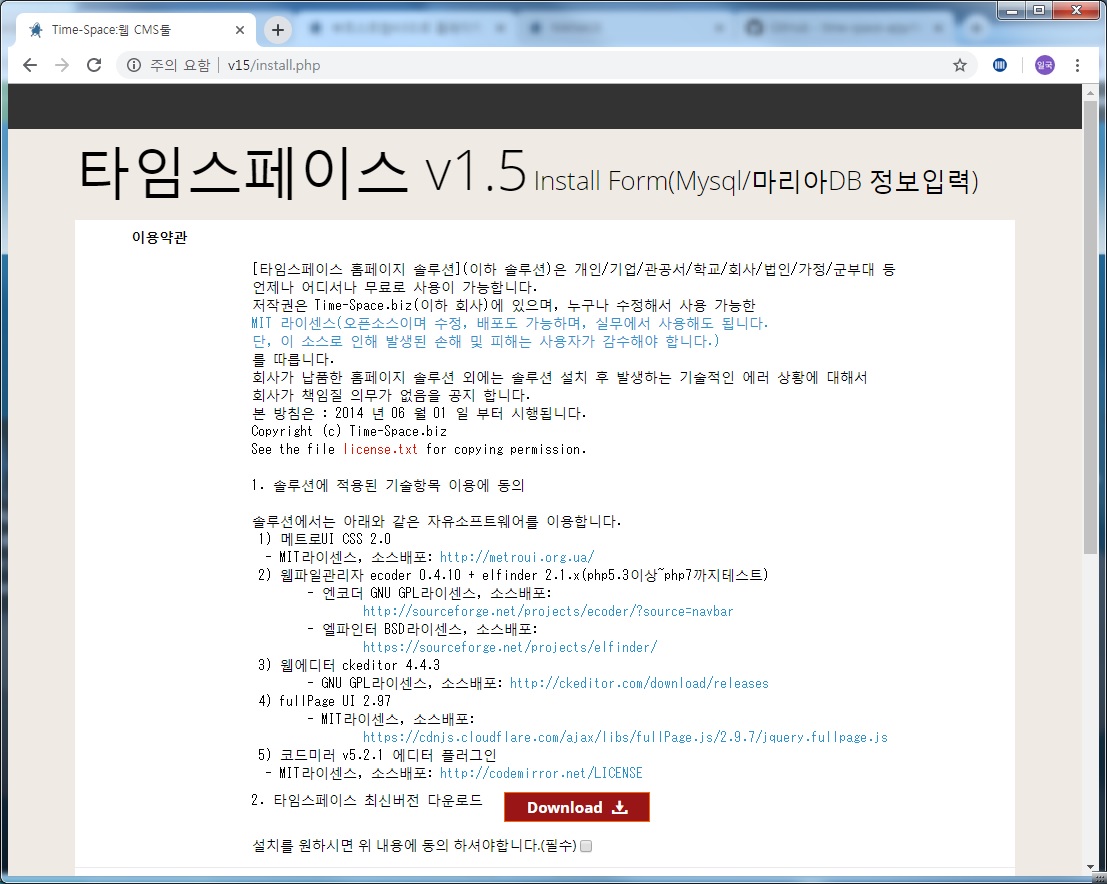 Time-Space:웹 CMS툴
주의 요함 | v15/install.php
일국
타임스페이스 v1.5 Install Form(Mysql/마리아DB 정보입력)
이용약관
[타임스페이스 홈페이지 솔루션](이하 솔루션)은 개인/기업/관공서/학교/회사/법인/가정/군부대 등
언제나 어디서나 무료로 사용이 가능합니다.
저작권은 Time-Space.biz(이하 회사)에 있으며, 누구나 수정해서 사용 가능한
MIT 라이센스(오픈소스이며 수정, 배포도 가능하며, 실무에서 사용해도 됩니다.
단, 이 소스로 인해 발생된 손해 및 피해는 사용자가 감수해야 합니다.)
를 따릅니다.
회사가 납품한 홈페이지 솔루션 외에는 솔루션 설치 후 발생하는 기술적인 에러 상황에 대해서
회사가 책임질 의무가 없음을 공지 합니다.
본 방침은 : 2014 년 06 월 01 일 부터 시행됩니다.
Copyright (c) Time-Space.biz
See the file license.txt for copying permission.
1. 솔루션에 적용된 기술항목 이용에 동의
솔루션에서는 아래와 같은 자유소프트웨어를 이용합니다.
1) 메트로UI CSS 2.0
- MIT라이센스, 소스배포: http://metroui.org.ua/
2) 웹파일관리자 ecoder 0.4.10 + elfinder 2.1.x(php5.3이상~php7까지테스트)
- 엔코더 GNU GPL라이센스, 소스배포:
http://sourceforge.net/projects/ecoder/?source=navbar
- 엘파인터 BSD라이센스, 소스배포:
https://sourceforge.net/projects/elfinder/
3) 웹에디터 ckeditor 4.4.3
- GNU GPL라이센스, 소스배포: http://ckeditor.com/download/releases
4) fullPage UI 2.97
- MIT라이센스, 소스배포:
https://cdnjs.cloudflare.com/ajax/libs/fullPage.js/2.9.7/jquery.fullpage.js
5) 코드미러 v5.2.1 에디터 플러그인
- MIT라이센스, 소스배포: http://codemirror.net/LICENSE
2. 타임스페이스 최신버전 다운로드 Download
설치를 원하시면 위 내용에 동의 하셔야합니다.(필수)